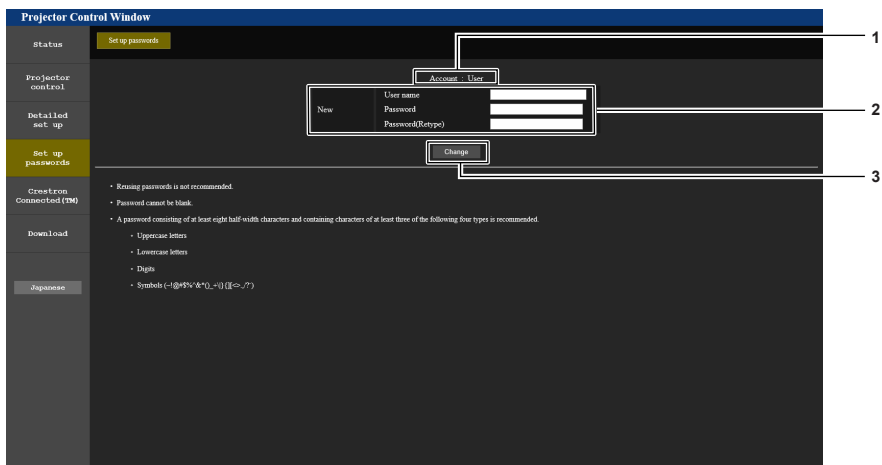 Projector Control Window
Status
Projector
control
Detailed
set up
Set up
passwords
Crestron
Connected(TM)
Download
Japanese
Set up passwords
Account : User
New
User name
Password
Password(Retype)
Change
• Reusing passwords is not recommended.
• Password cannot be blank.
• A password consisting of at least eight half-width characters and containing characters of at least three of the following four types is recommended.
• Uppercase letters
• Lowercase letters
• Digits
• Symbols
1
2
3